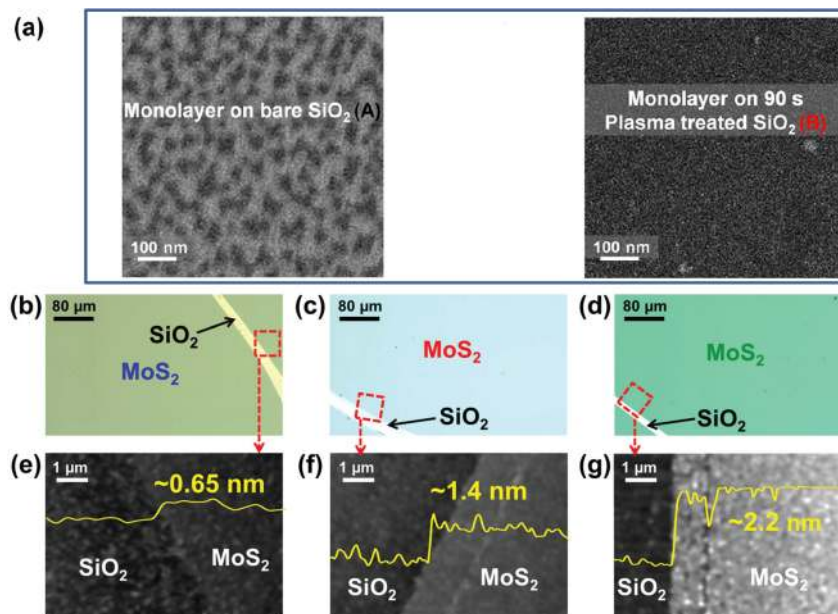 (a)
Monolayer on bare SiO₂ (A)
100 nm
Monolayer on 90 s
Plasma treated SiO₂ (B)
100 nm
(b)
80 µm
SiO₂
MoS₂
(c)
80 µm
MoS₂
SiO₂
(d)
80 µm
MoS₂
SiO₂
(e)
1 µm
~0.65 nm
SiO₂
MoS₂
(f)
1 µm
~1.4 nm
SiO₂
MoS₂
(g)
1 µm
~2.2 nm
SiO₂
MoS₂